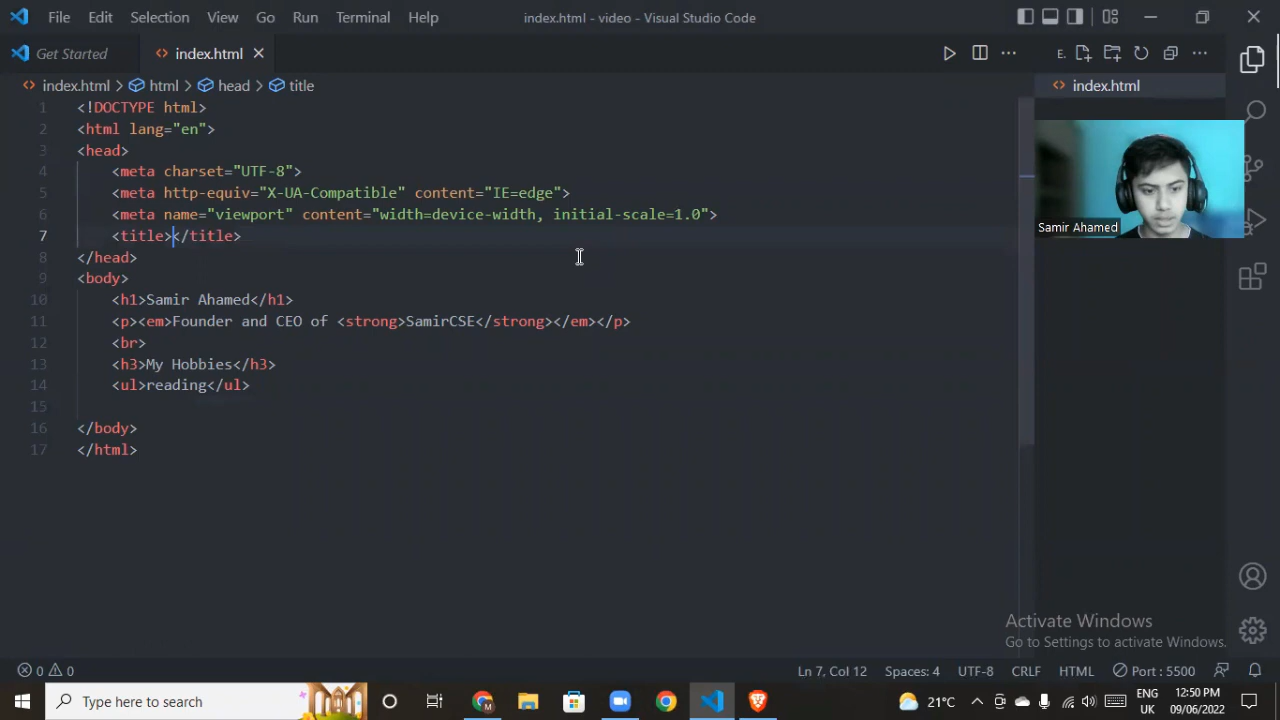 File Edit Selection View Go Run Terminal Help index.html - video - Visual Studio Code
Get Started index.html E.
index.html > html > head > title index.html
1 <!DOCTYPE html>
2 <html lang="en">
3 <head>
4 <meta charset="UTF-8">
5 <meta http-equiv="X-UA-Compatible" content="IE=edge">
6 <meta name="viewport" content="width=device-width, initial-scale=1.0">
7 <title></title>
Samir Ahamed
8 </head>
9 <body>
10 <h1>Samir Ahamed</h1>
11 <p><em>Founder and CEO of <strong>SamirCSE</strong></em></p>
12 <br>
13 <h3>My Hobbies</h3>
14 <ul>reading</ul>
15
16 </body>
17 </html>
Activate Windows
Go to Settings to activate Windows.
0 0 Ln 7, Col 12 Spaces: 4 UTF-8 CRLF HTML Port : 5500
Type here to search 21°C ENG 12:50 PM
UK 09/06/2022